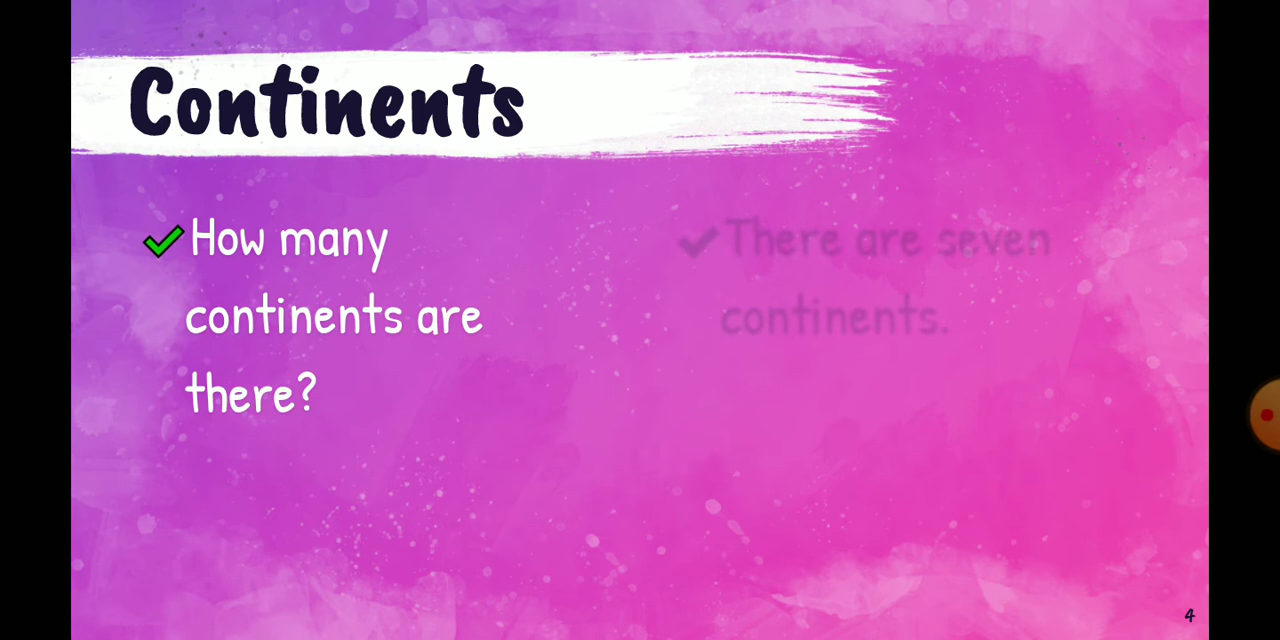 Continents
How many
continents are
there?
There are seven
continents.
4